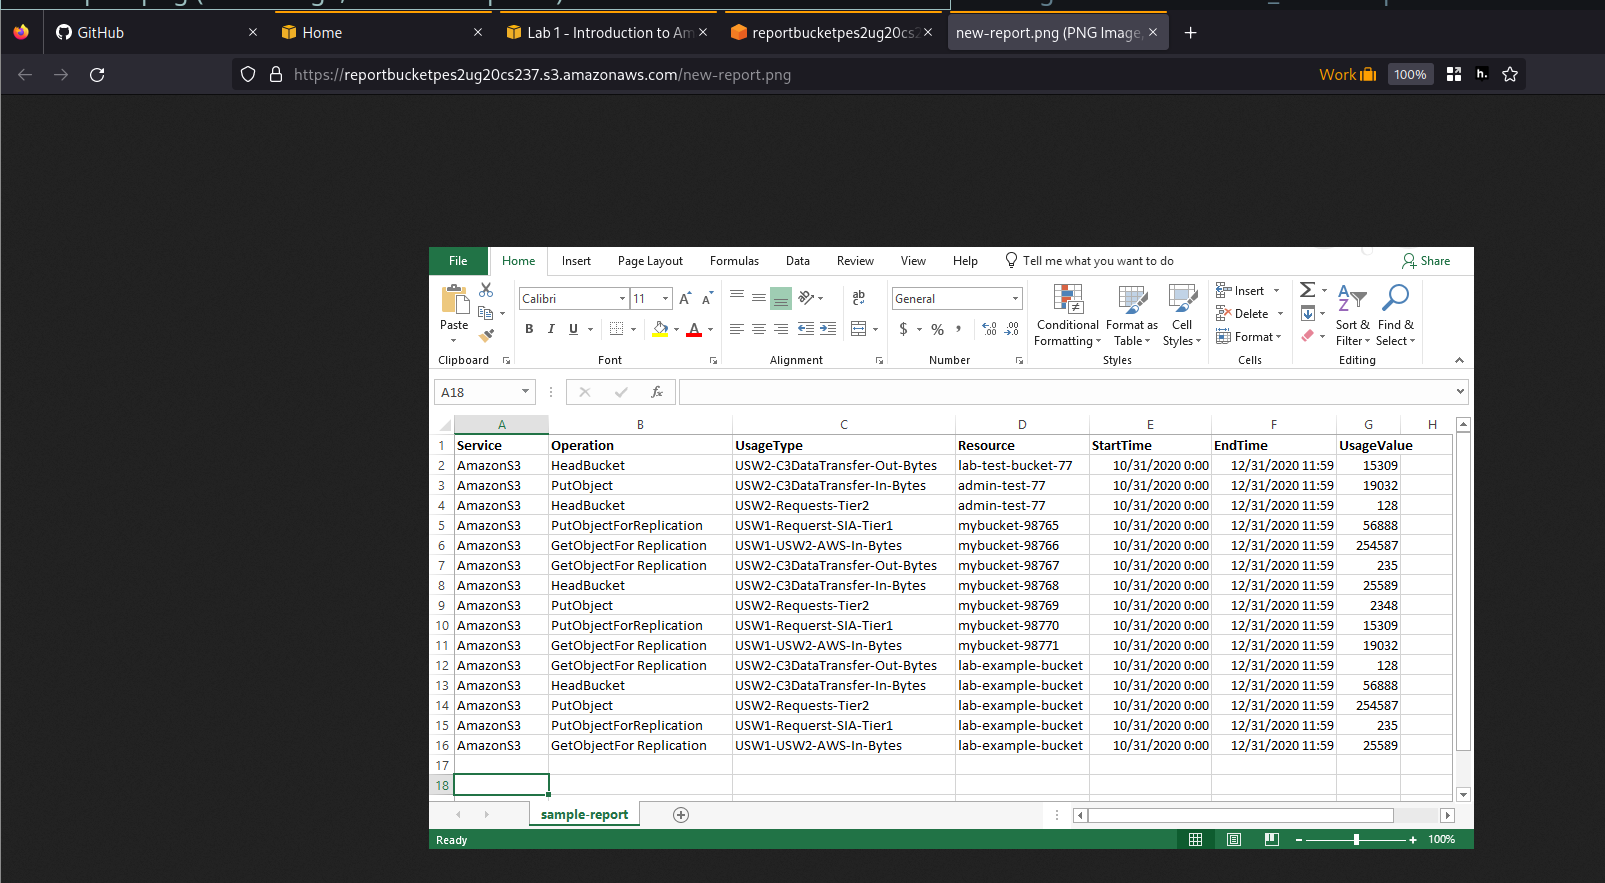 GitHub
Home
Lab 1 - Introduction to Am
reportbucketpes2ug20cs2
new-report.png (PNG Image,
https://reportbucketpes2ug20cs237.s3.amazonaws.com/new-report.png
Work
100%
h.
File Home Insert Page Layout Formulas Data Review View Help Tell me what you want to do Share
Calibri 11 General
Insert
Delete
Format
Paste
B I U
$ % ,
Conditional Formatting
Format as Table
Cell Styles
Sort & Filter
Find & Select
Clipboard Font Alignment Number Styles Cells Editing
A18 fx
A B C D E F G H
1 Service Operation UsageType Resource StartTime EndTime UsageValue
2 AmazonS3 HeadBucket USW2-C3DataTransfer-Out-Bytes lab-test-bucket-77 10/31/2020 0:00 12/31/2020 11:59 15309
3 AmazonS3 PutObject USW2-C3DataTransfer-In-Bytes admin-test-77 10/31/2020 0:00 12/31/2020 11:59 19032
4 AmazonS3 HeadBucket USW2-Requests-Tier2 admin-test-77 10/31/2020 0:00 12/31/2020 11:59 128
5 AmazonS3 PutObjectForReplication USW1-Requerst-SIA-Tier1 mybucket-98765 10/31/2020 0:00 12/31/2020 11:59 56888
6 AmazonS3 GetObjectFor Replication USW1-USW2-AWS-In-Bytes mybucket-98766 10/31/2020 0:00 12/31/2020 11:59 254587
7 AmazonS3 GetObjectFor Replication USW2-C3DataTransfer-Out-Bytes mybucket-98767 10/31/2020 0:00 12/31/2020 11:59 235
8 AmazonS3 HeadBucket USW2-C3DataTransfer-In-Bytes mybucket-98768 10/31/2020 0:00 12/31/2020 11:59 25589
9 AmazonS3 PutObject USW2-Requests-Tier2 mybucket-98769 10/31/2020 0:00 12/31/2020 11:59 2348
10 AmazonS3 PutObjectForReplication USW1-Requerst-SIA-Tier1 mybucket-98770 10/31/2020 0:00 12/31/2020 11:59 15309
11 AmazonS3 GetObjectFor Replication USW1-USW2-AWS-In-Bytes mybucket-98771 10/31/2020 0:00 12/31/2020 11:59 19032
12 AmazonS3 GetObjectFor Replication USW2-C3DataTransfer-Out-Bytes lab-example-bucket 10/31/2020 0:00 12/31/2020 11:59 128
13 AmazonS3 HeadBucket USW2-C3DataTransfer-In-Bytes lab-example-bucket 10/31/2020 0:00 12/31/2020 11:59 56888
14 AmazonS3 PutObject USW2-Requests-Tier2 lab-example-bucket 10/31/2020 0:00 12/31/2020 11:59 254587
15 AmazonS3 PutObjectForReplication USW1-Requerst-SIA-Tier1 lab-example-bucket 10/31/2020 0:00 12/31/2020 11:59 235
16 AmazonS3 GetObjectFor Replication USW1-USW2-AWS-In-Bytes lab-example-bucket 10/31/2020 0:00 12/31/2020 11:59 25589
17
18
sample-report
Ready 100%